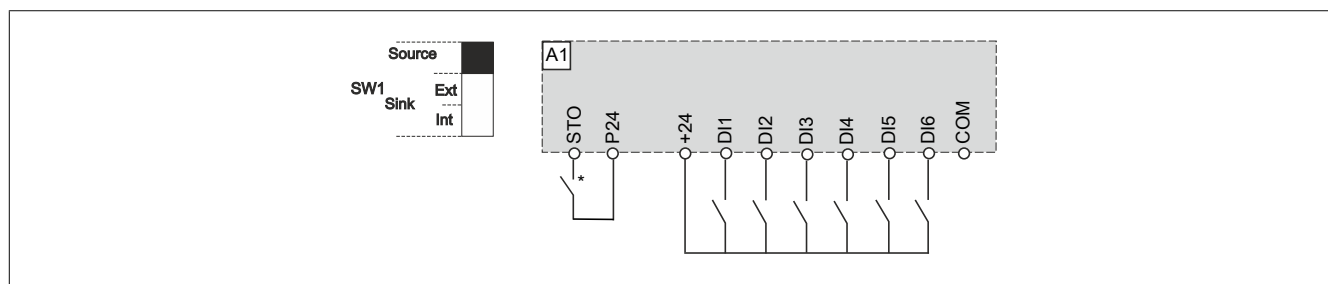 Source
SW1
Sink
Ext
Int
A1
STO
P24
+24
DI1
DI2
DI3
DI4
DI5
DI6
COM
*